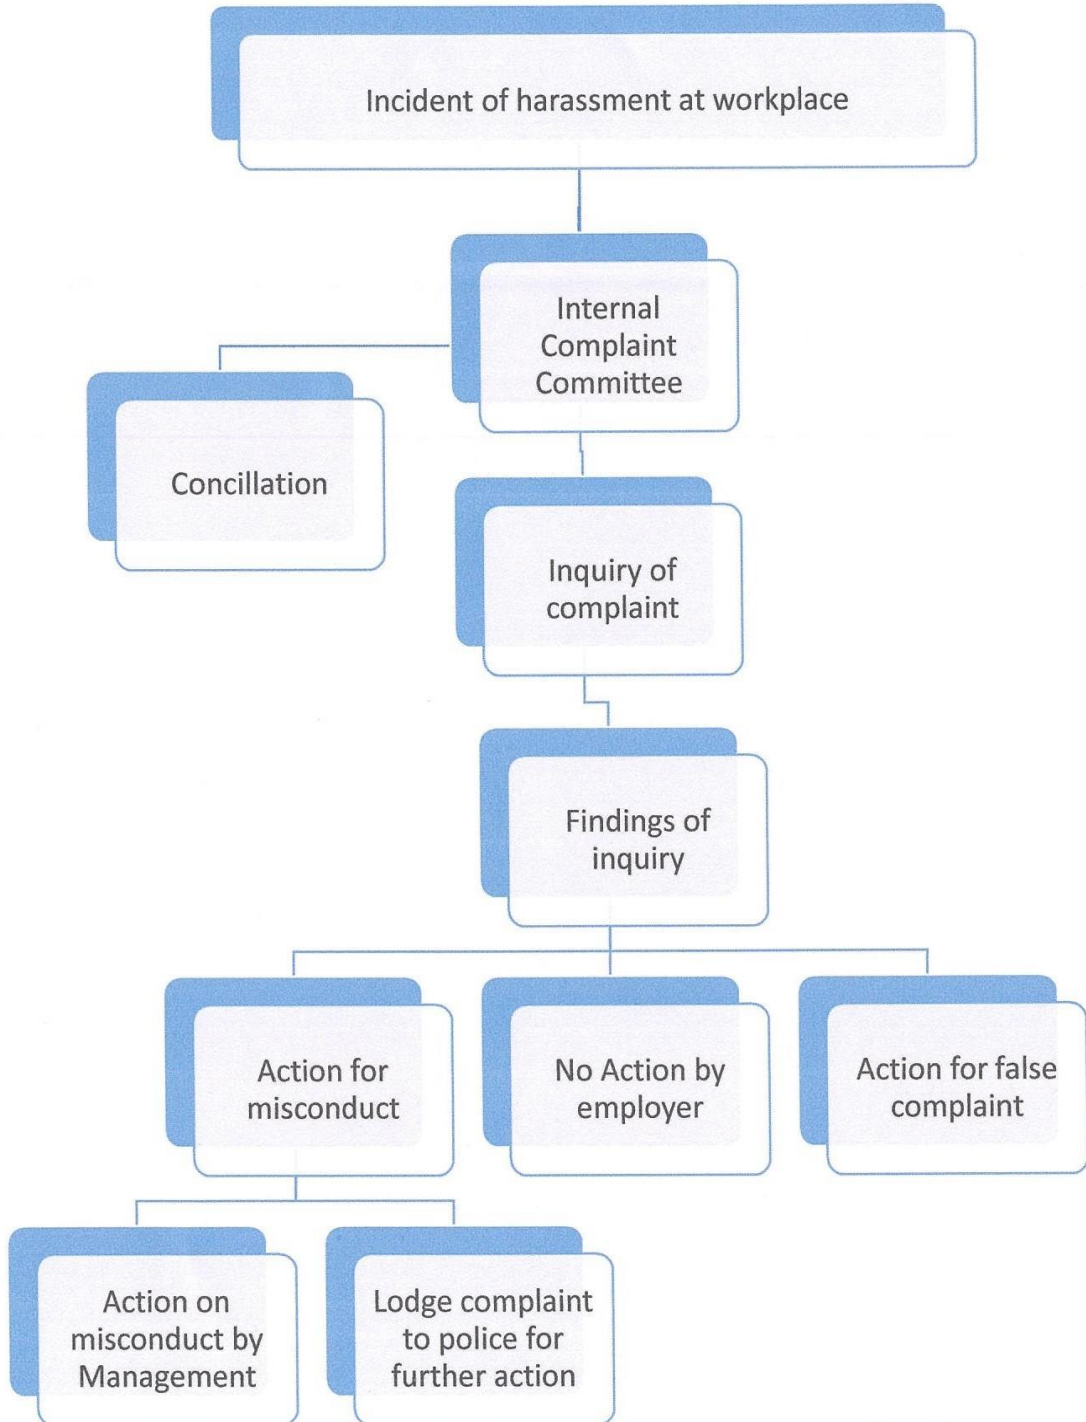 Incident of harassment at workplace
Internal
Complaint
Committee
Concillation
Inquiry of
complaint
Findings of
inquiry
Action for
misconduct
No Action by
employer
Action for false
complaint
Action on
misconduct by
Management
Lodge complaint
to police for
further action